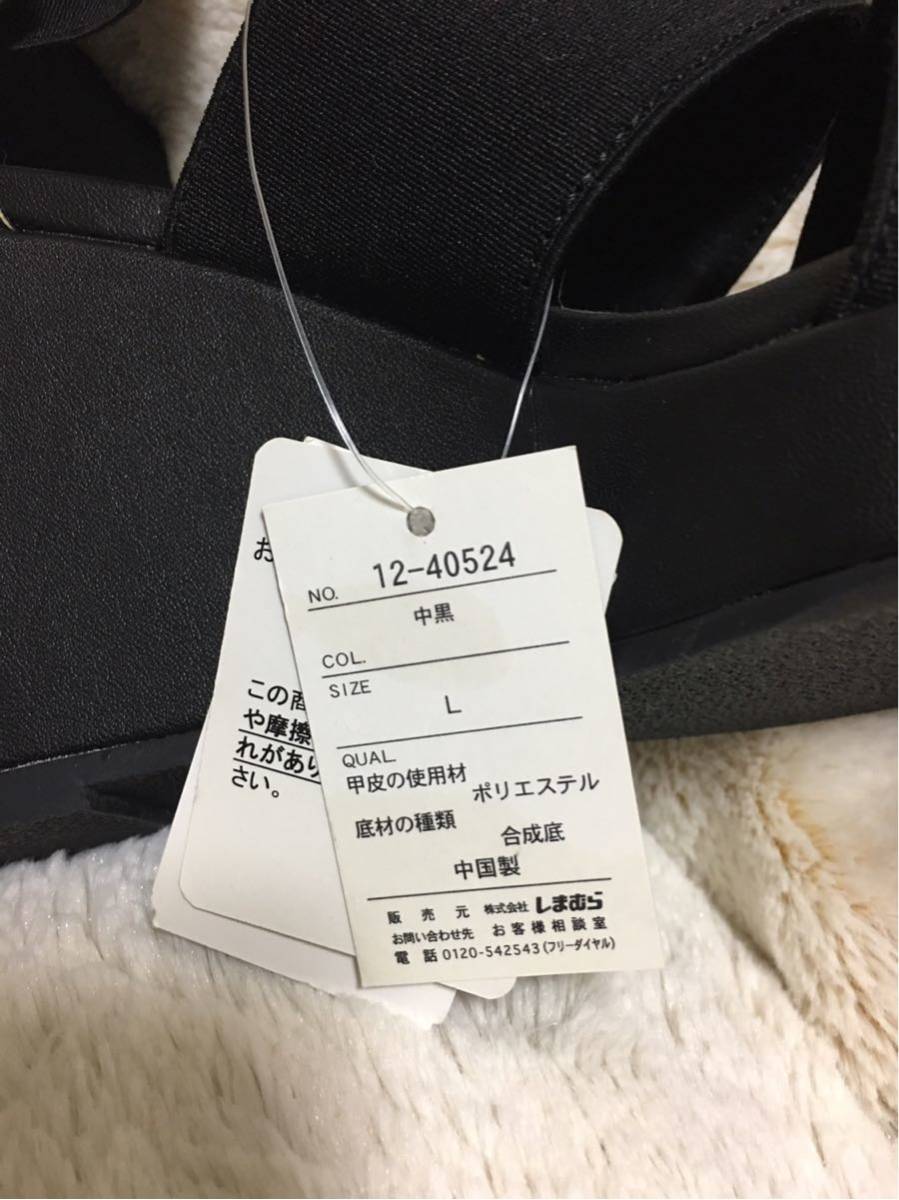 NO. 12-40524
中黒
COL.
SIZE
L
QUAL.
甲皮の使用材
ポリエステル
底材の種類
合成底
中国製
販売元 株式会社 しまむら
お問い合わせ先 お客様相談室
電話 0120-542543(フリーダイヤル)
お
この商
や摩擦
れがあり
さい。